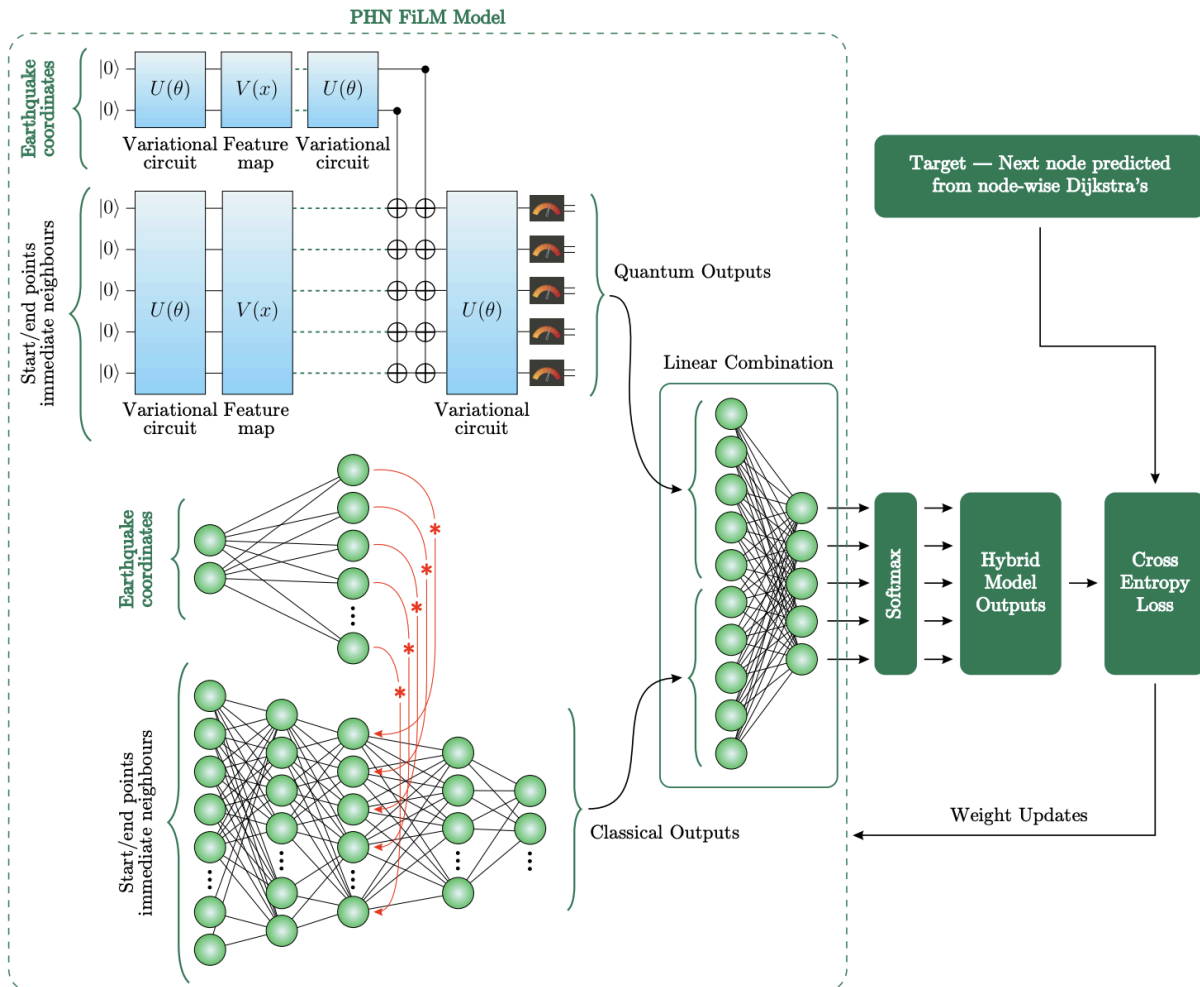 PHN FiLM Model
Earthquake
coordinates
|0⟩
|0⟩
U(θ)
V(x)
U(θ)
Variational
circuit
Feature
map
Variational
circuit
Start/end points
immediate neighbours
|0⟩
|0⟩
|0⟩
|0⟩
|0⟩
U(θ)
V(x)
U(θ)
Variational
circuit
Feature
map
Variational
circuit
Quantum Outputs
Earthquake
coordinates
*
*
*
*
*
Start/end points
immediate neighbours
Classical Outputs
Linear Combination
Softmax
Hybrid
Model
Outputs
Target — Next node predicted
from node-wise Dijkstra's
Cross
Entropy
Loss
Weight Updates